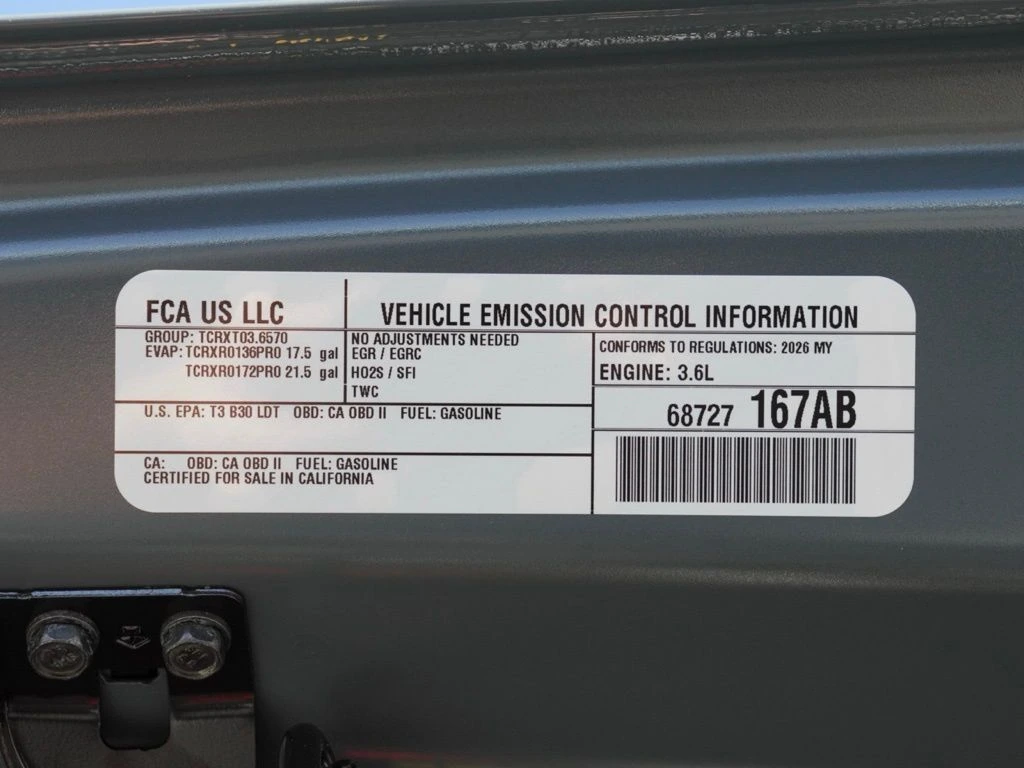 FCA US LLC
VEHICLE EMISSION CONTROL INFORMATION
GROUP: TCRXT03.6570
EVAP: TCRXR0136PR0 17.5 gal
TCRXR0172PR0 21.5 gal
NO ADJUSTMENTS NEEDED
EGR / EGRC
HO2S / SFI
TWC
CONFORMS TO REGULATIONS: 2026 MY
ENGINE: 3.6L
68727 167AB
U.S. EPA: T3 B30 LDT OBD: CA OBD II FUEL: GASOLINE
CA: OBD: CA OBD II FUEL: GASOLINE
CERTIFIED FOR SALE IN CALIFORNIA